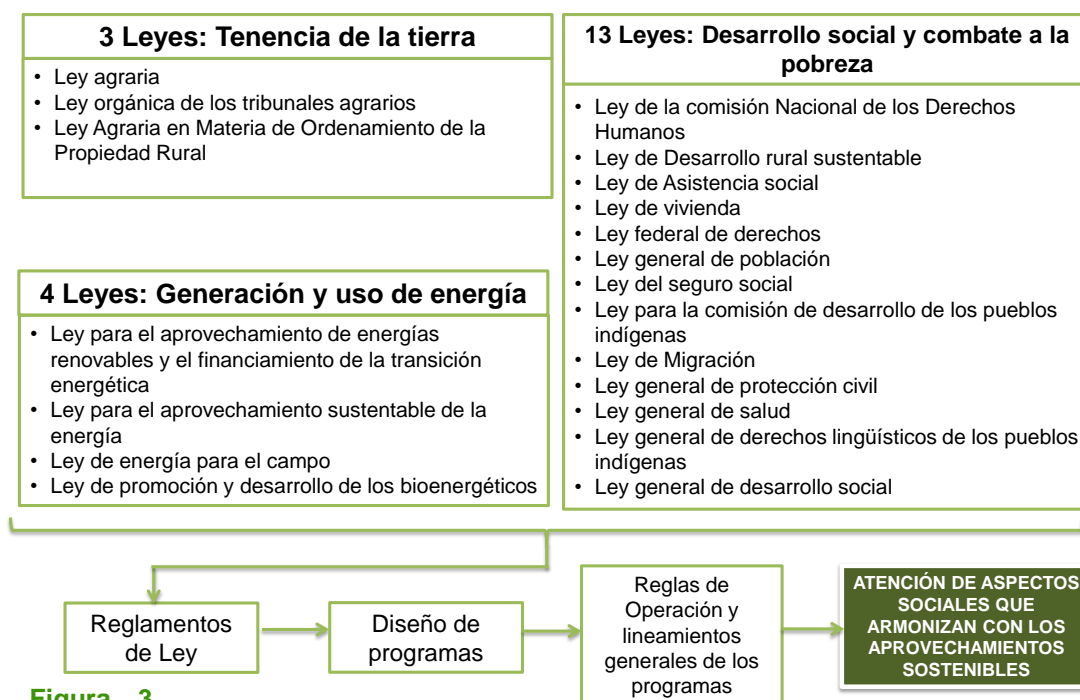 3 Leyes: Tenencia de la tierra
• Ley agraria
• Ley orgánica de los tribunales agrarios
• Ley Agraria en Materia de Ordenamiento de la
Propiedad Rural
4 Leyes: Generación y uso de energía
• Ley para el aprovechamiento de energías
renovables y el financiamiento de la transición
energética
• Ley para el aprovechamiento sustentable de la
energía
• Ley de energía para el campo
• Ley de promoción y desarrollo de los bioenergéticos
13 Leyes: Desarrollo social y combate a la
pobreza
• Ley de la comisión Nacional de los Derechos
Humanos
• Ley de Desarrollo rural sustentable
• Ley de Asistencia social
• Ley de vivienda
• Ley federal de derechos
• Ley general de población
• Ley del seguro social
• Ley para la comisión de desarrollo de los pueblos
indígenas
• Ley de Migración
• Ley general de protección civil
• Ley general de salud
• Ley general de derechos lingüísticos de los pueblos
indígenas
• Ley general de desarrollo social
Reglamentos
de Ley
Diseño de
programas
Reglas de
Operación y
lineamientos
generales de los
programas
ATENCIÓN DE ASPECTOS
SOCIALES QUE
ARMONIZAN CON LOS
APROVECHAMIENTOS
SOSTENIBLES
Figura 3